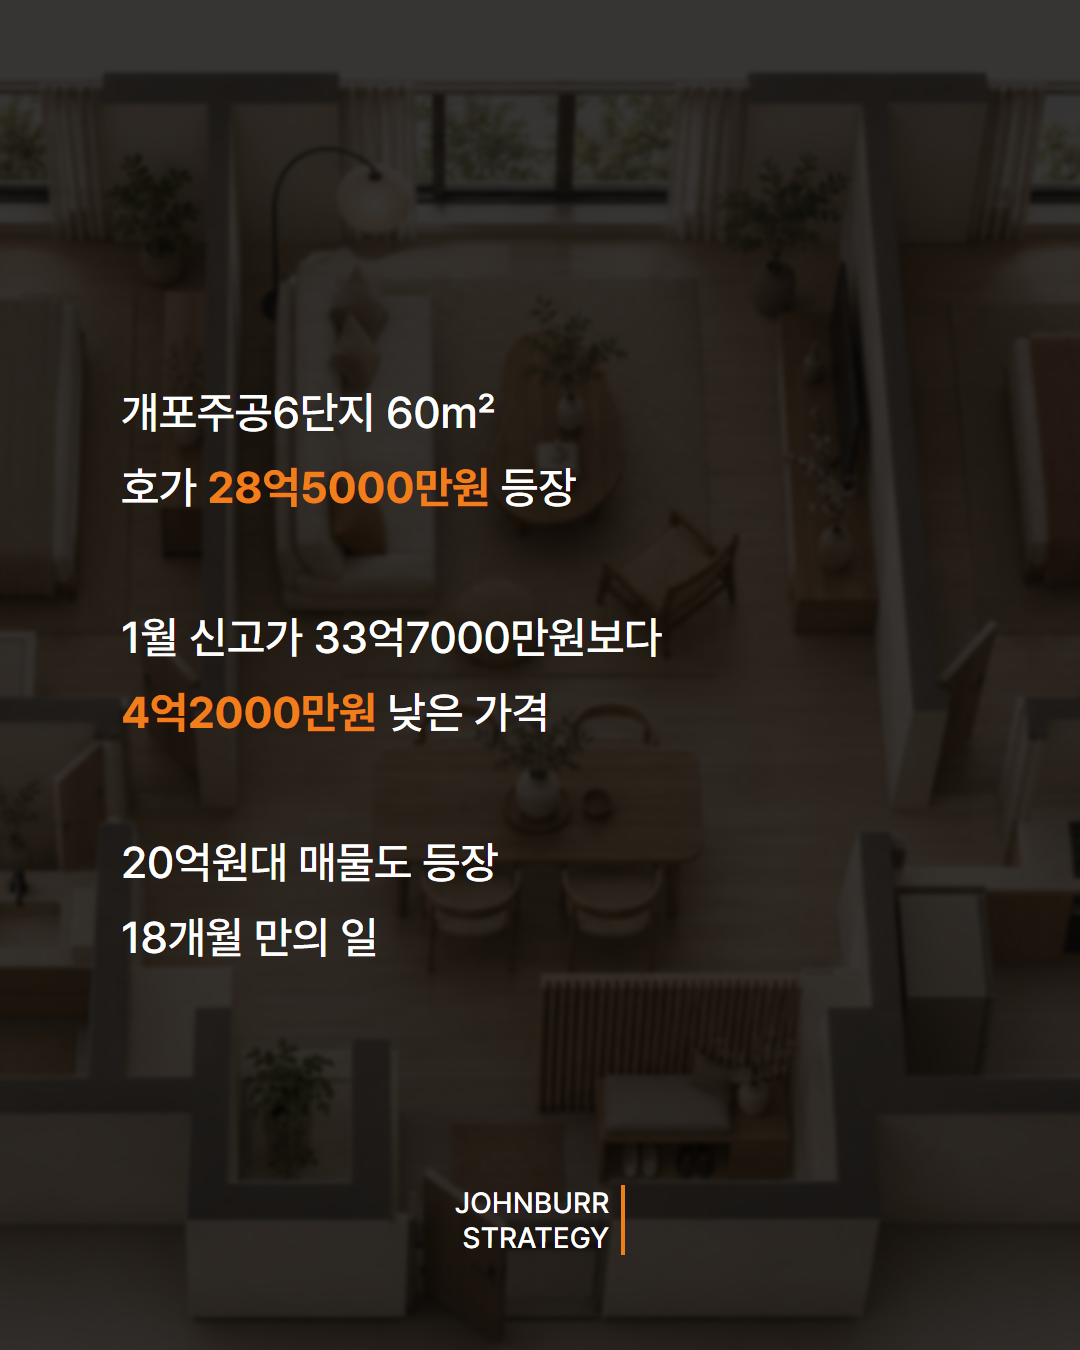 개포주공6단지 60m²
호가 28억5000만원 등장
1월 신고가 33억7000만원보다
4억2000만원 낮은 가격
20억원대 매물도 등장
18개월 만의 일
JOHNBURR
STRATEGY